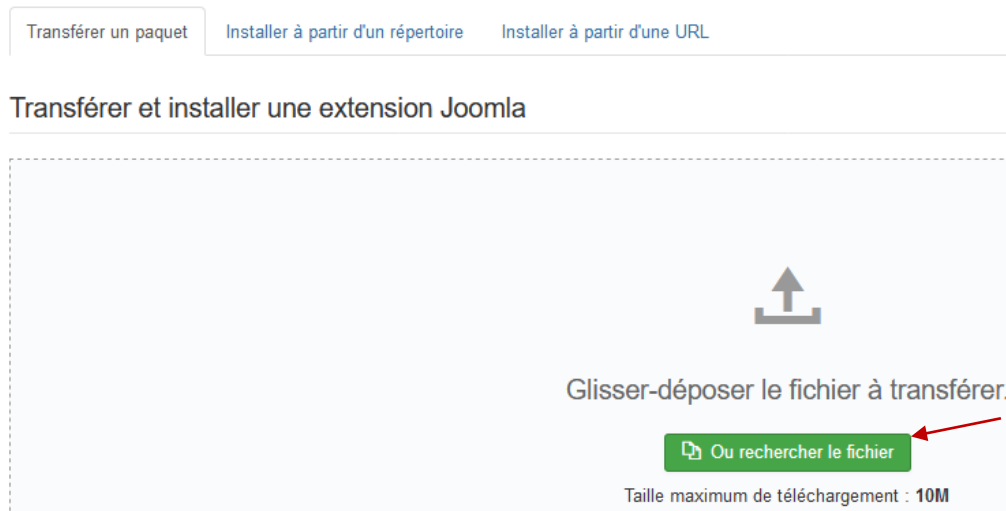 Transférer un paquet Installer à partir d'un répertoire Installer à partir d'une URL
Transférer et installer une extension Joomla
Glisser-déposer le fichier à transférer.
Ou rechercher le fichier
Taille maximum de téléchargement : 10M